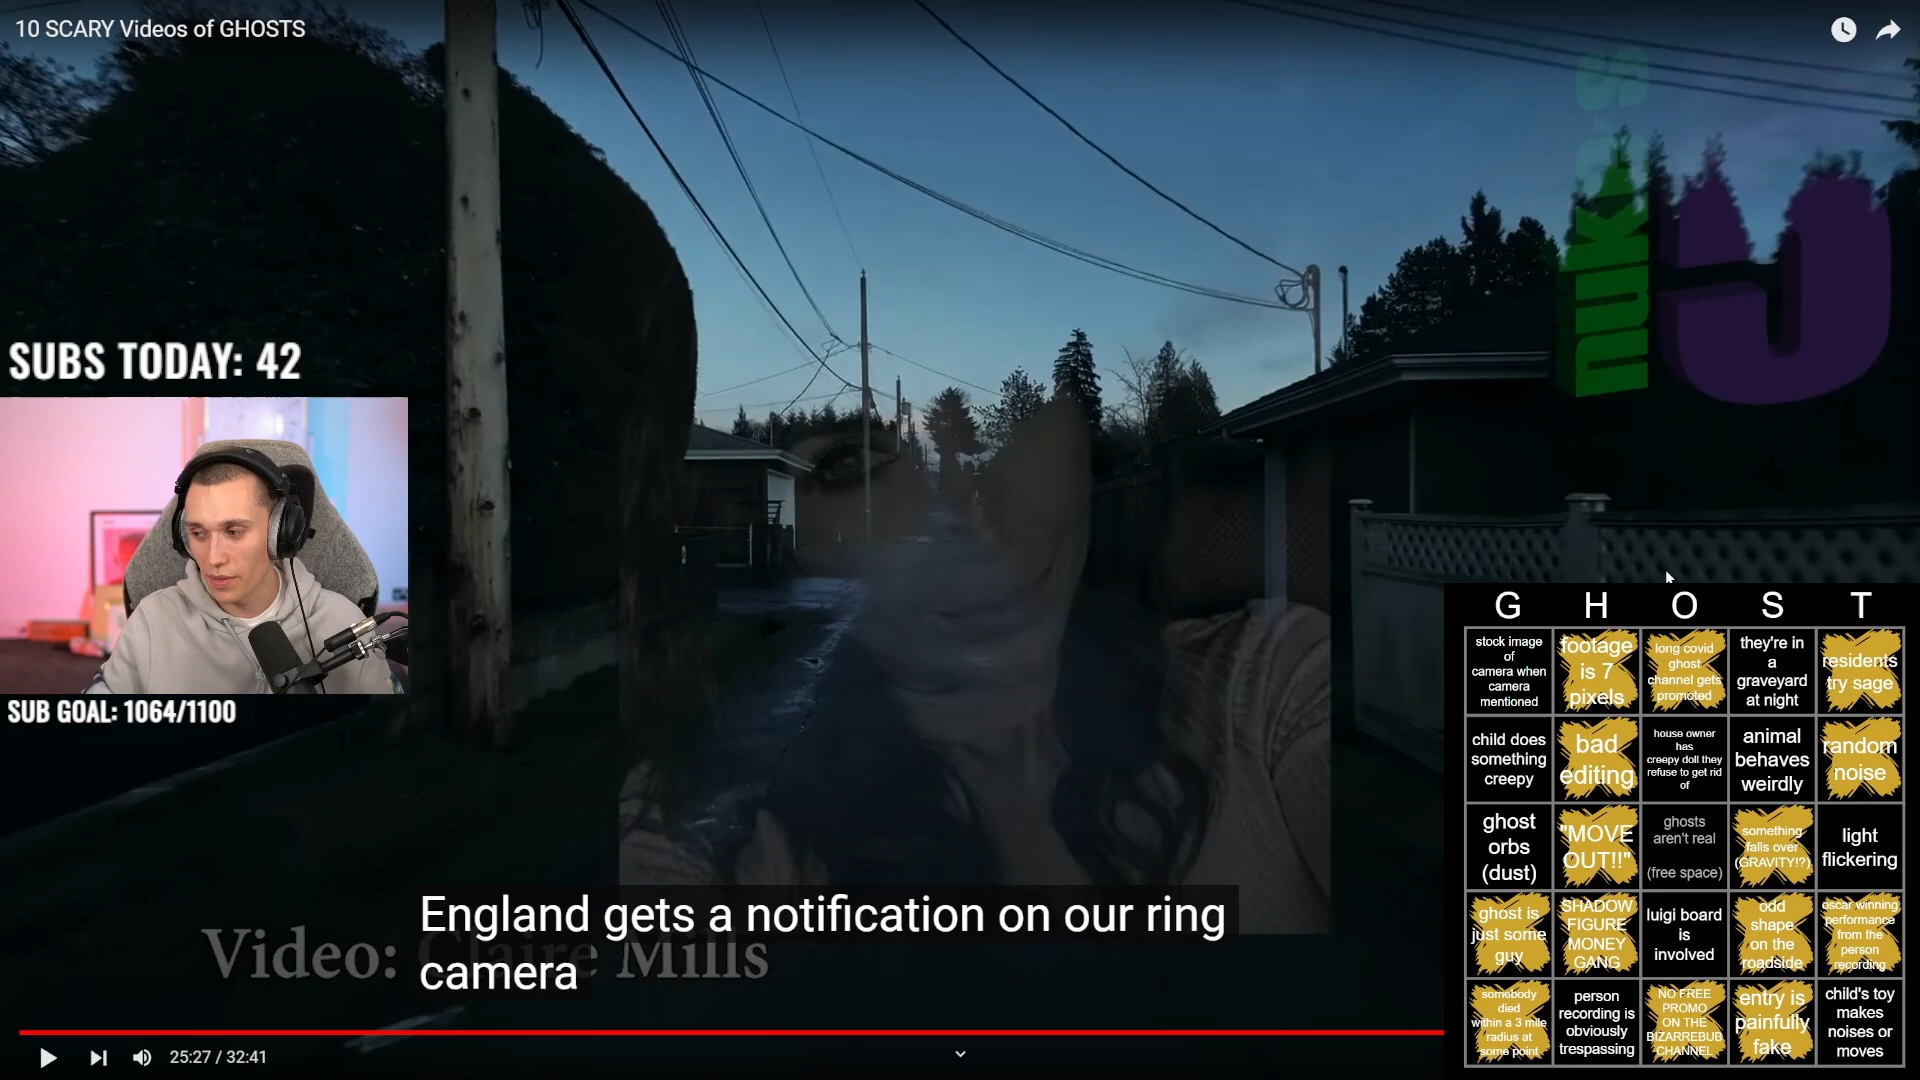 10 SCARY Videos of GHOSTS
nuk
SUBS TODAY: 42
SUB GOAL: 1064/1100
England gets a notification on our ring
camera
Video: Claire Mills
25:27 / 32:41
G H O S T
stock image
of
camera when
camera
mentioned
footage
is 7
pixels
long covid
ghost
channel gets
promoted
they're in
a
graveyard
at night
residents
try sage
child does
something
creepy
bad
editing
house owner
has
creepy doll they
refuse to get rid
of
animal
behaves
weirdly
random
noise
ghost
orbs
(dust)
"MOVE
OUT!!"
ghosts
aren't real
(free space)
something
falls over
(GRAVITY!?)
light
flickering
ghost is
just some
guy
SHADOW
FIGURE
MONEY
GANG
luigi board
is
involved
odd
shape
on the
roadside
oscar winning
performance
from the
person
recording
somebody
died
within a 3 mile
radius at
some point
person
recording is
obviously
trespassing
NO FREE
PROMO
ON THE
BIZARREBUB
CHANNEL
entry is
painfully
fake
child's toy
makes
noises or
moves